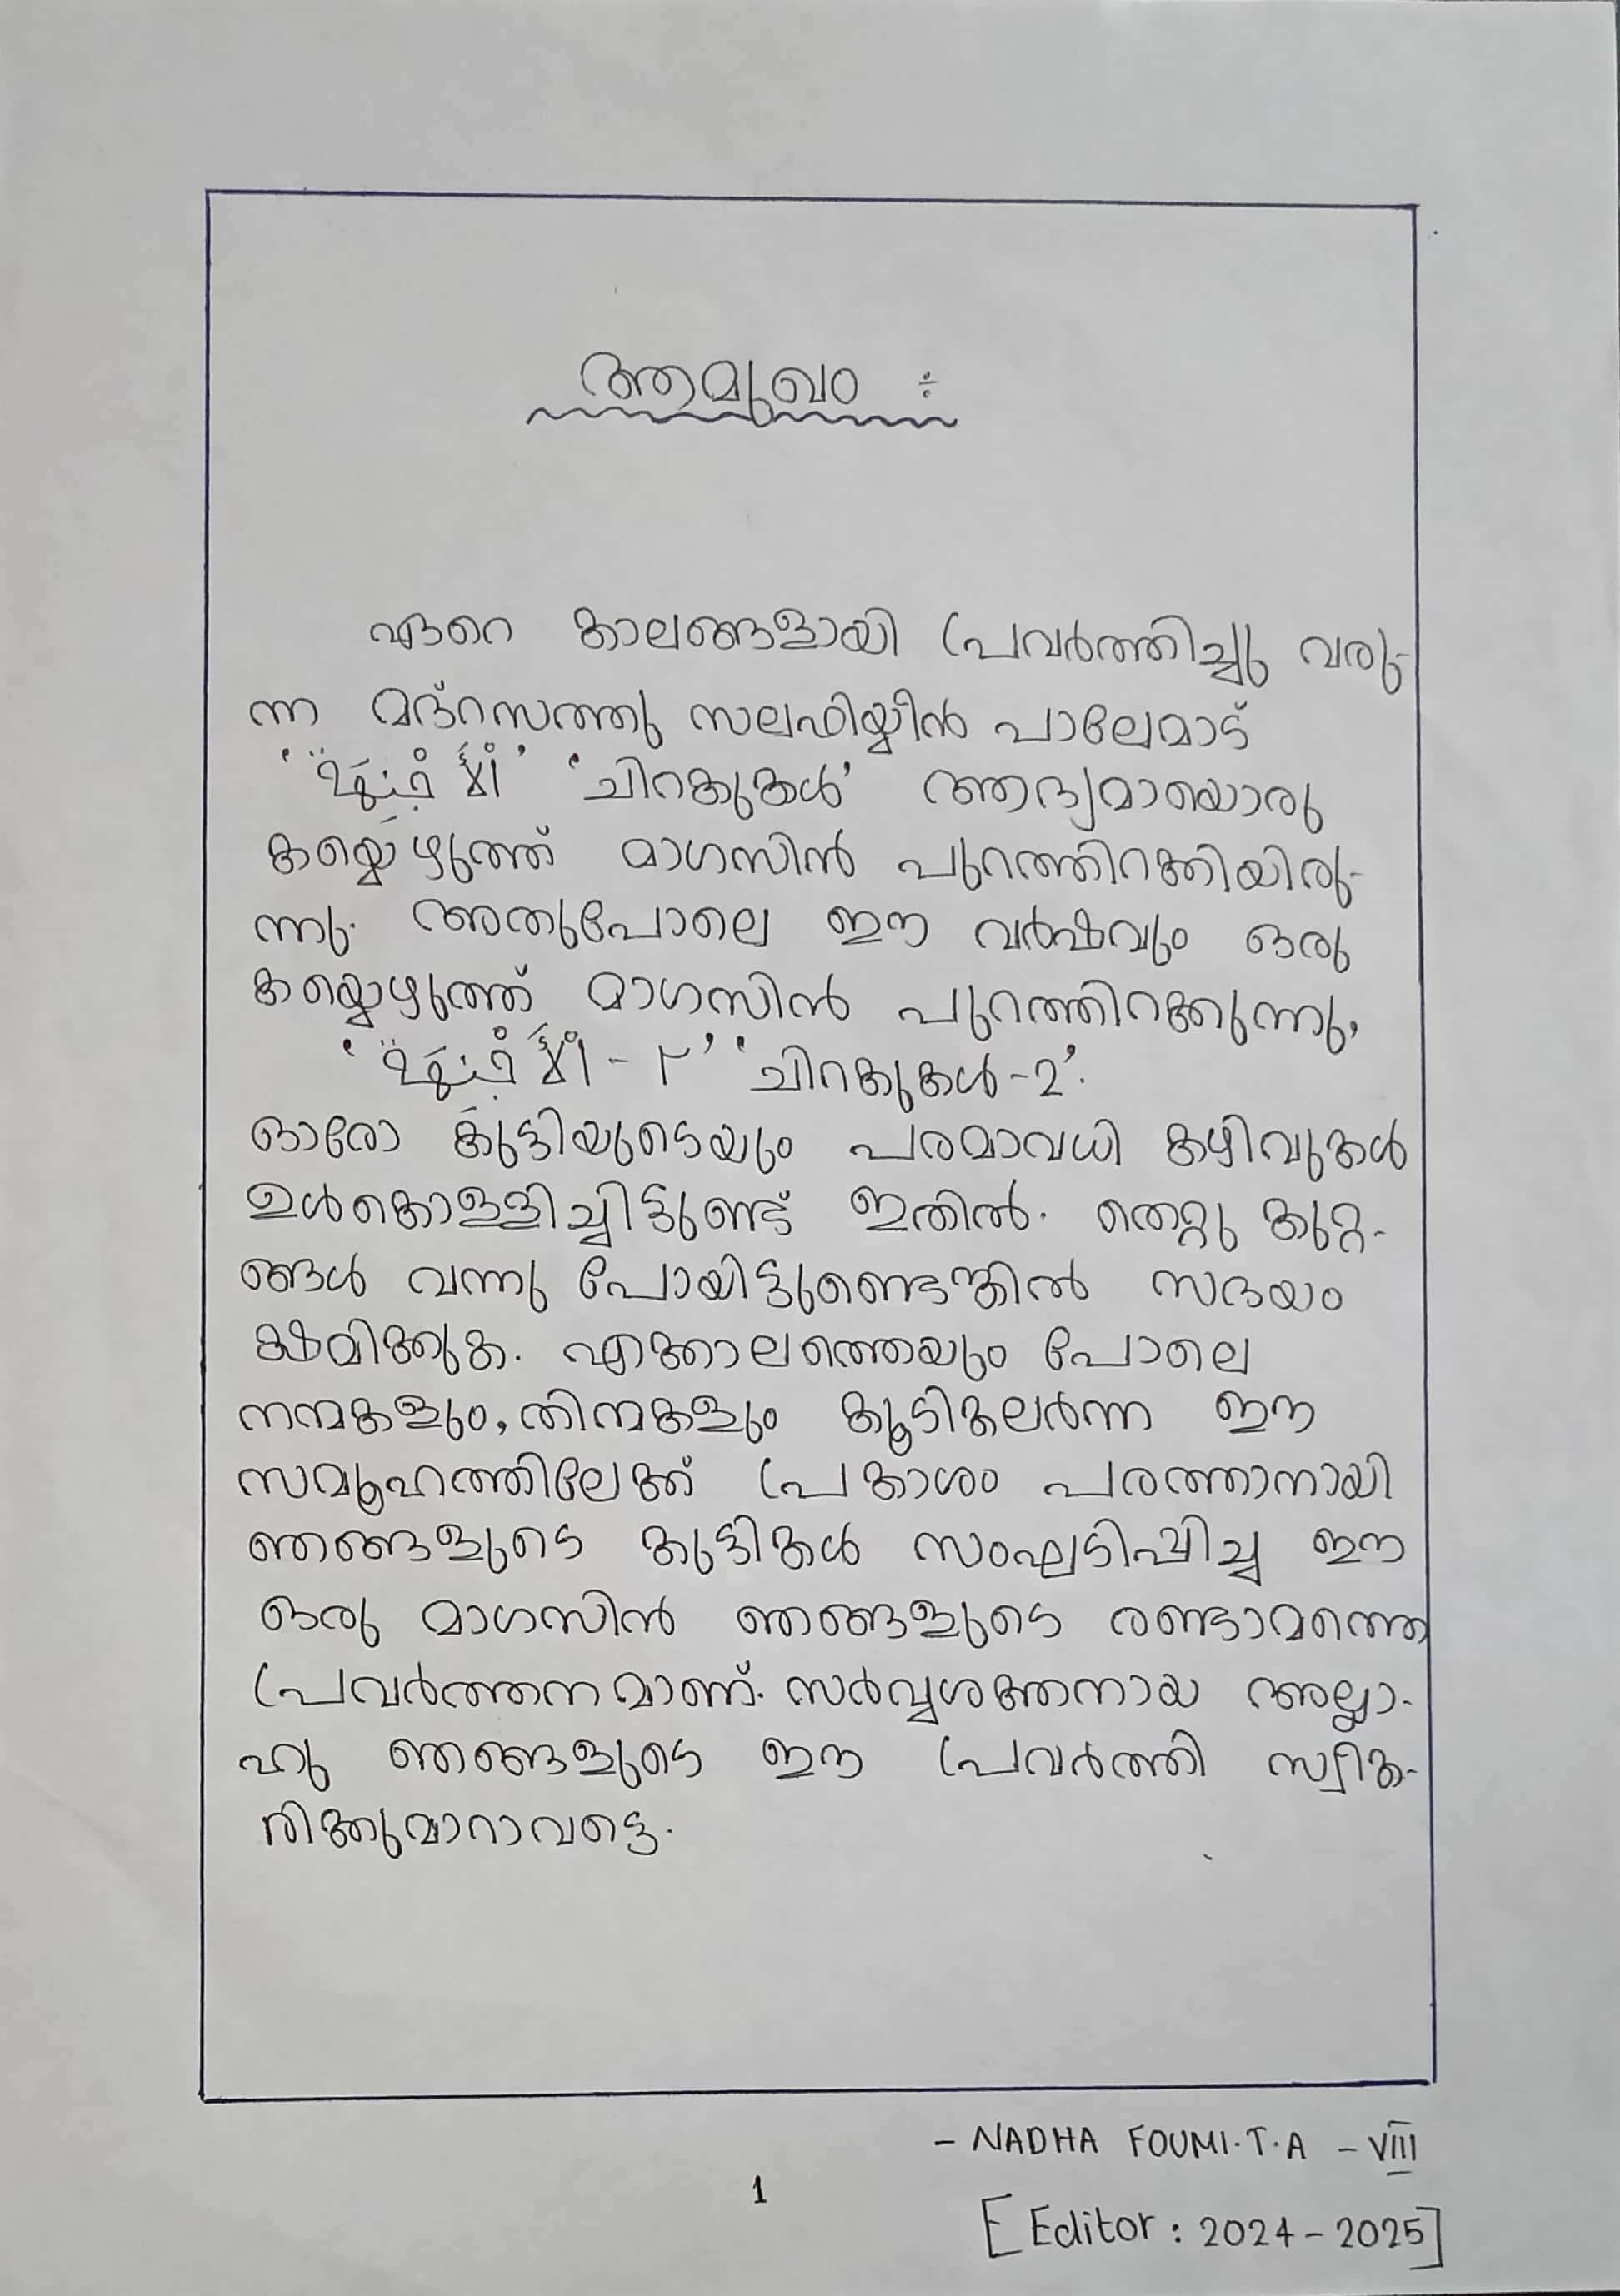 ആമുഖം ÷
ഏറെ കാലങ്ങളായി പ്രവർത്തിച്ചു വരു-
ന്ന മദ്റസത്തു സലഫിയ്യീൻ പാലേമാട്
'الأجنحة' 'ചിറകുകൾ' ആദ്യമായൊരു
കയ്യെഴുത്ത് മാഗസിൻ പുറത്തിറക്കിയിരു-
ന്നു. അതുപോലെ ഈ വർഷവും ഒരു
കയ്യെഴുത്ത് മാഗസിൻ പുറത്തിറക്കുന്നു,
'الأجنحة - ٢' 'ചിറകുകൾ-2'.
ഓരോ കുട്ടിയുടെയും പരമാവധി കഴിവുകൾ
ഉൾകൊള്ളിച്ചിട്ടുണ്ട് ഇതിൽ. തെറ്റു കുറ്റ-
ങ്ങൾ വന്നു പോയിട്ടുണ്ടെങ്കിൽ സദയം
ക്ഷമിക്കുക. എക്കാലത്തെയും പോലെ
നന്മകളും, തിന്മകളും കൂടികലർന്ന ഈ
സമൂഹത്തിലേക്ക് പ്രകാശം പരത്താനായി
ഞങ്ങളുടെ കുട്ടികൾ സംഘടിപ്പിച്ച ഈ
ഒരു മാഗസിൻ ഞങ്ങളുടെ രണ്ടാമത്തെ
പ്രവർത്തനമാണ്. സർവ്വശക്തനായ അല്ലാ-
ഹു ഞങ്ങളുടെ ഈ പ്രവർത്തി സ്വീക-
രിക്കുമാറാവട്ടെ.
- NADHA FOUMI.T.A - VIII
1
[Editor : 2024-2025]